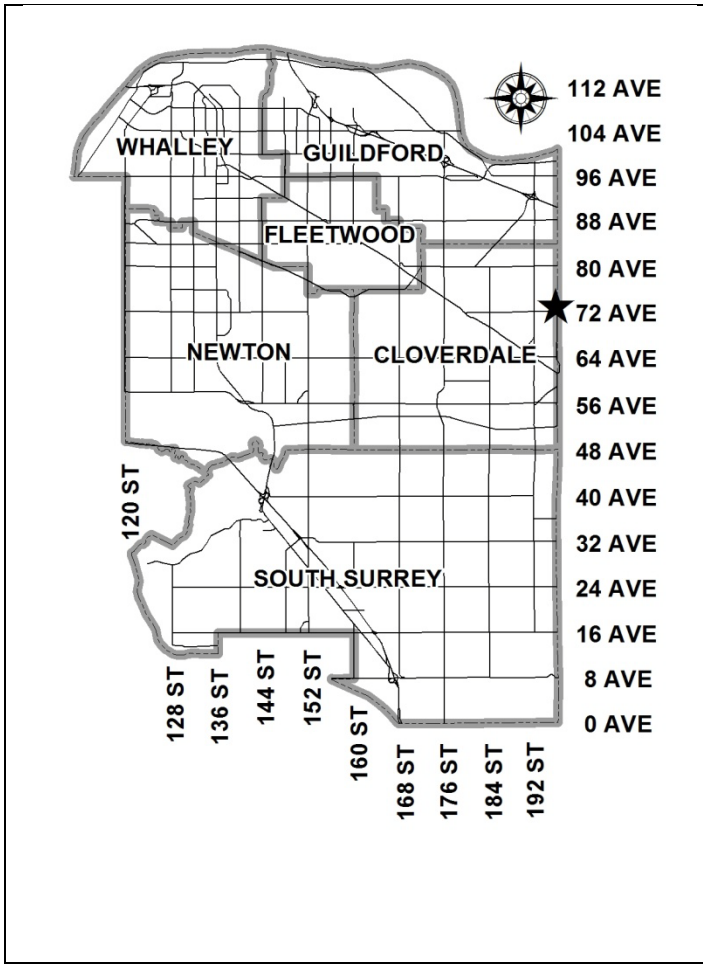 112 AVE
104 AVE
WHALLEY
GUILDFORD
96 AVE
88 AVE
FLEETWOOD
80 AVE
72 AVE
NEWTON
CLOVERDALE
64 AVE
56 AVE
48 AVE
120 ST
40 AVE
32 AVE
SOUTH SURREY
24 AVE
16 AVE
8 AVE
0 AVE
128 ST
136 ST
144 ST
152 ST
160 ST
168 ST
176 ST
184 ST
192 ST